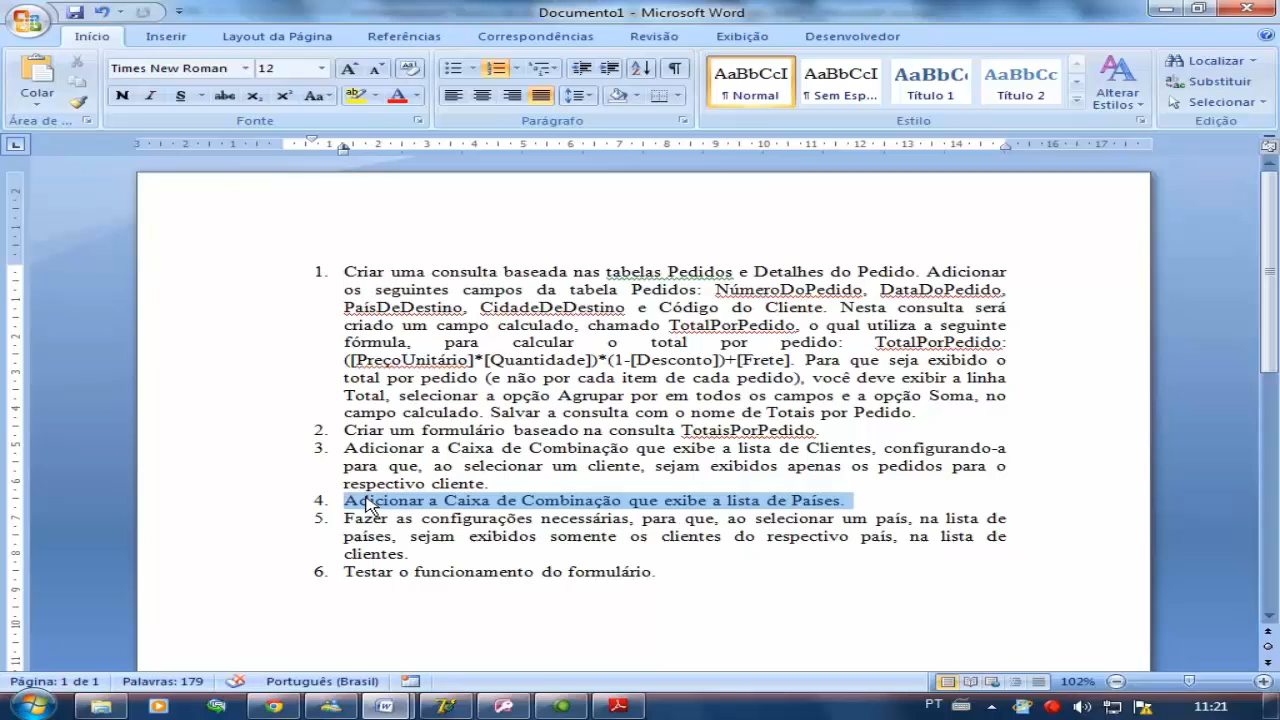 Documento1 - Microsoft Word
Início Inserir Layout da Página Referências Correspondências Revisão Exibição Desenvolvedor
Colar
Times New Roman 12
AaBbCcI AaBbCcI AaBbC AaBbCc
¶ Normal ¶ Sem Esp... Título 1 Título 2
Alterar Estilos
Localizar
Substituir
Selecionar
Área de ... Fonte Parágrafo Estilo Edição
1. Criar uma consulta baseada nas tabelas Pedidos e Detalhes do Pedido. Adicionar
os seguintes campos da tabela Pedidos: NúmeroDoPedido, DataDoPedido,
PaísDeDestino, CidadeDeDestino e Código do Cliente. Nesta consulta será
criado um campo calculado, chamado TotalPorPedido, o qual utiliza a seguinte
fórmula, para calcular o total por pedido: TotalPorPedido:
([PreçoUnitário]*[Quantidade])*(1-[Desconto])+[Frete]. Para que seja exibido o
total por pedido (e não por cada item de cada pedido), você deve exibir a linha
Total, selecionar a opção Agrupar por em todos os campos e a opção Soma, no
campo calculado. Salvar a consulta com o nome de Totais por Pedido.
2. Criar um formulário baseado na consulta TotaisPorPedido.
3. Adicionar a Caixa de Combinação que exibe a lista de Clientes, configurando-a
para que, ao selecionar um cliente, sejam exibidos apenas os pedidos para o
respectivo cliente.
4. Adicionar a Caixa de Combinação que exibe a lista de Países.
5. Fazer as configurações necessárias, para que, ao selecionar um país, na lista de
países, sejam exibidos somente os clientes do respectivo país, na lista de
clientes.
6. Testar o funcionamento do formulário.
Página: 1 de 1 Palavras: 179 Português (Brasil) 102%
PT 11:21